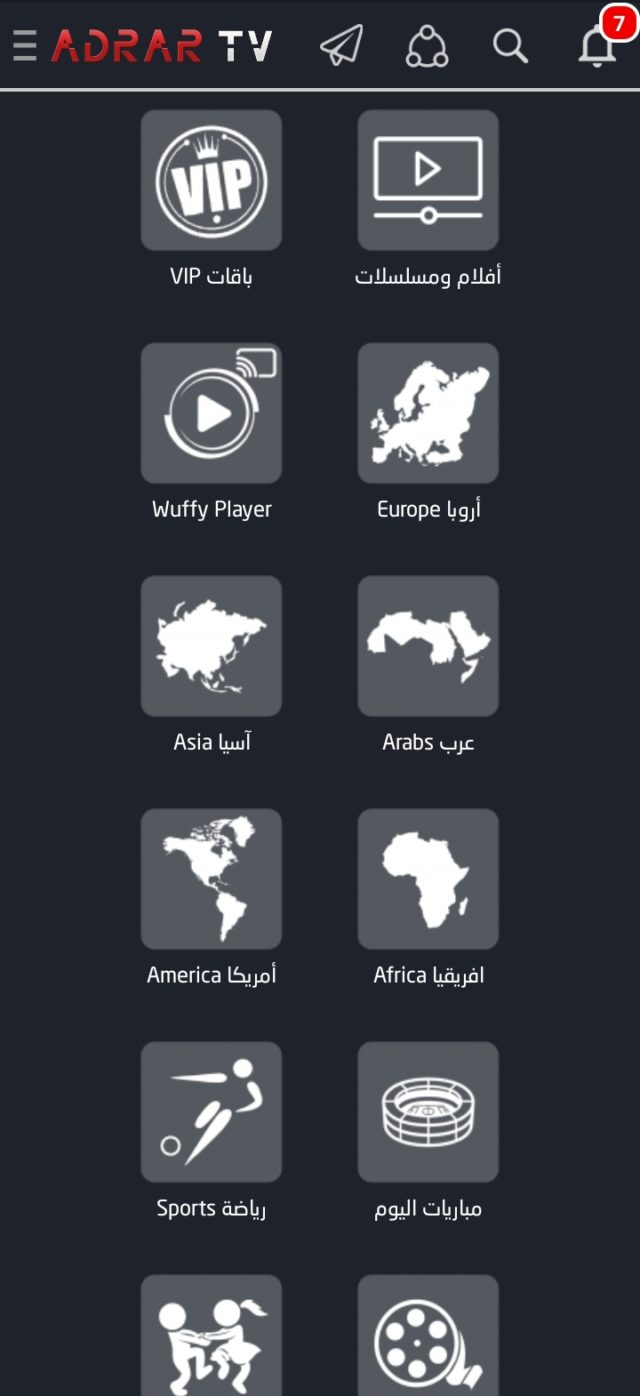 ADRAR TV
7
VIP
أفلام ومسلسلات
باقات VIP
أروبا Europe
Wuffy Player
عرب Arabs
آسيا Asia
افريقيا Africa
أمريكا America
مباريات اليوم
رياضة Sports